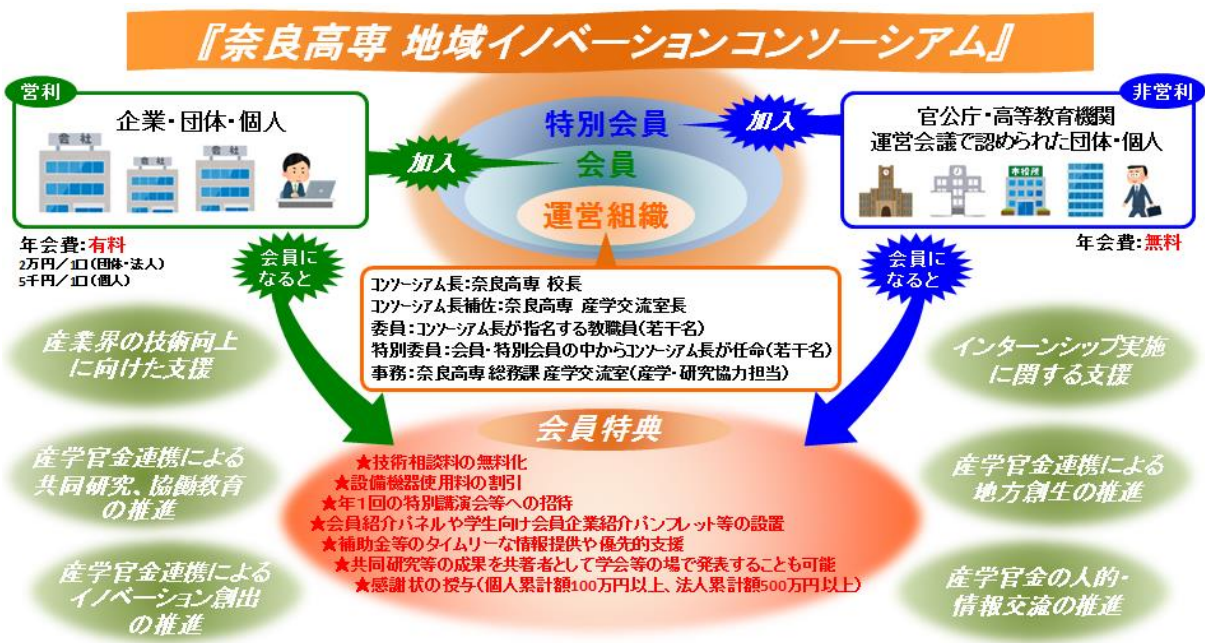 『奈良高専 地域イノベーションコンソーシアム』
営利
企業・団体・個人
会社
会社
会社
年会費:有料
2万円/1口(団体・法人)
5千円/1口(個人)
加入
特別会員
会員
運営組織
加入
非営利
官公庁・高等教育機関
運営会議で認められた団体・個人
市役所
年会費:無料
会員に
なると
コンソーシアム長:奈良高専 校長
コンソーシアム長補佐:奈良高専 産学交流室長
委員:コンソーシアム長が指名する教職員(若干名)
特別委員:会員・特別会員の中からコンソーシアム長が任命(若干名)
事務:奈良高専 総務課 産学交流室(産学・研究協力担当)
会員に
なると
産業界の技術向上
に向けた支援
産学官金連携による
共同研究、協働教育
の推進
産学官金連携による
イノベーション創出
の推進
会員特典
★技術相談料の無料化
★設備機器使用料の割引
★年1回の特別講演会等への招待
★会員紹介パネルや学生向け会員企業紹介パンフレット等の設置
★補助金等のタイムリーな情報提供や優先的支援
★共同研究等の成果を共著者として学会等の場で発表することも可能
★感謝状の授与(個人累計額100万円以上、法人累計額500万円以上)
インターンシップ実施
に関する支援
産学官金連携による
地方創生の推進
産学官金の人的・
情報交流の推進